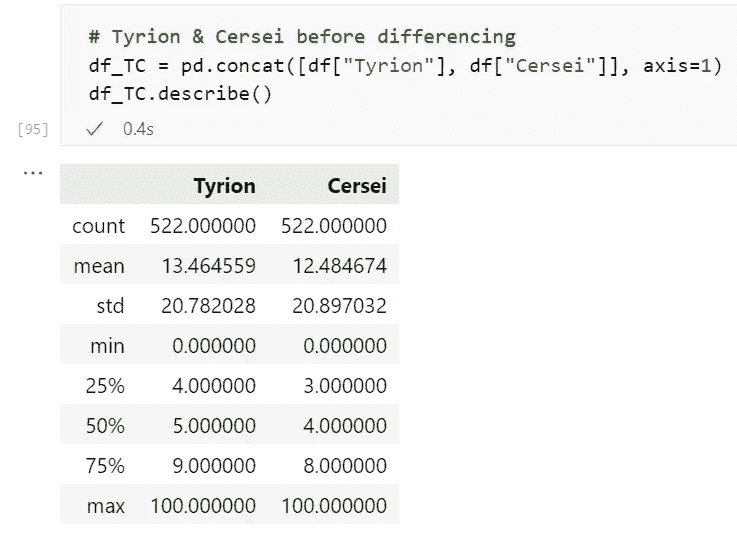 # Tyrion & Cersei before differencing
df_TC = pd.concat([df["Tyrion"], df["Cersei"]], axis=1)
df_TC.describe()
[95] ✓ 0.4s
...
Tyrion Cersei
count 522.000000 522.000000
mean 13.464559 12.484674
std 20.782028 20.897032
min 0.000000 0.000000
25% 4.000000 3.000000
50% 5.000000 4.000000
75% 9.000000 8.000000
max 100.000000 100.000000